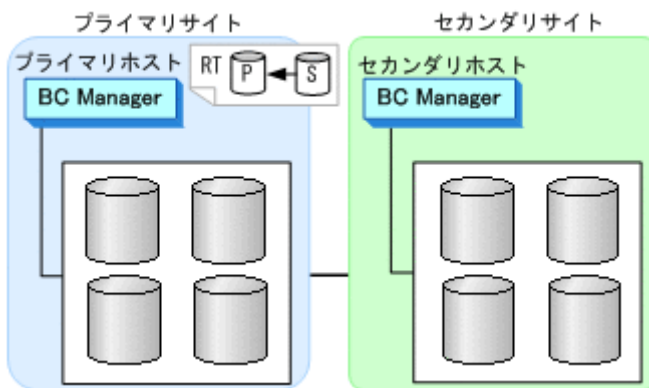 プライマリサイト
セカンダリサイト
プライマリホスト
BC Manager
RT P S
セカンダリホスト
BC Manager